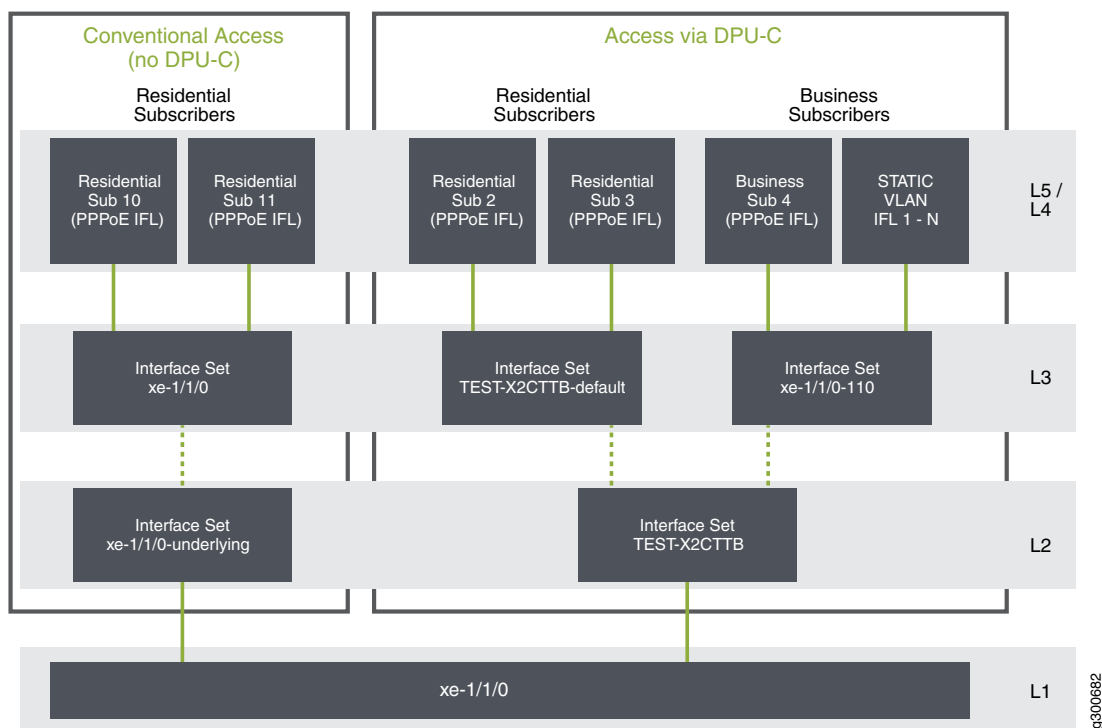 Conventional Access
(no DPU-C)
Access via DPU-C
Residential
Subscribers
Residential
Subscribers
Business
Subscribers
Residential
Sub 10
(PPPoE IFL)
Residential
Sub 11
(PPPoE IFL)
Residential
Sub 2
(PPPoE IFL)
Residential
Sub 3
(PPPoE IFL)
Business
Sub 4
(PPPoE IFL)
STATIC
VLAN
IFL 1 - N
L5 /
L4
Interface Set
xe-1/1/0
Interface Set
TEST-X2CTTB-default
Interface Set
xe-1/1/0-110
L3
Interface Set
xe-1/1/0-underlying
Interface Set
TEST-X2CTTB
L2
xe-1/1/0
L1
g300682